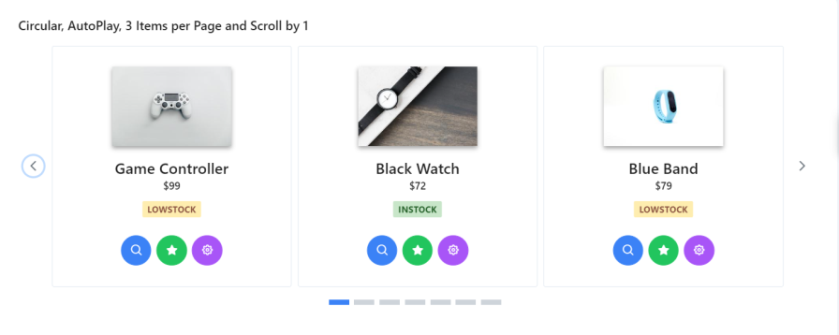 Circular, AutoPlay, 3 Items per Page and Scroll by 1
Game Controller
$99
LOWSTOCK
Black Watch
$72
INSTOCK
Blue Band
$79
LOWSTOCK